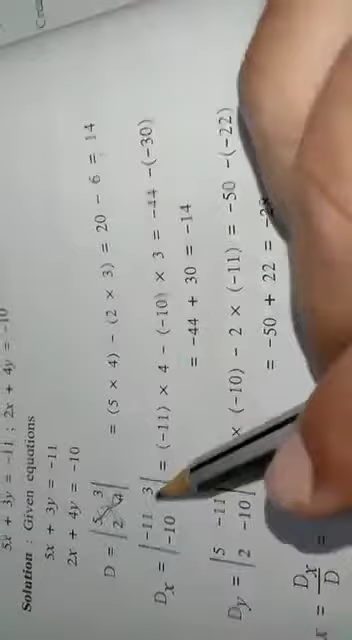 5x + 3y = -11 ; 2x + 4y = -10
Solution : Given equations
5x + 3y = -11
2x + 4y = -10
D = |5 3| = (5 × 4) − (2 × 3) = 20 − 6 = 14
|2 4|
Dx = |-11 3| = (-11) × 4 − (-10) × 3 = -44 −(-30)
|-10
= -44 + 30 = -14
Dy = |5 -11| × (-10) − 2 × (-11) = -50 −(-22)
|2 -10|
= -50 + 22 = -28
x = Dx/D =